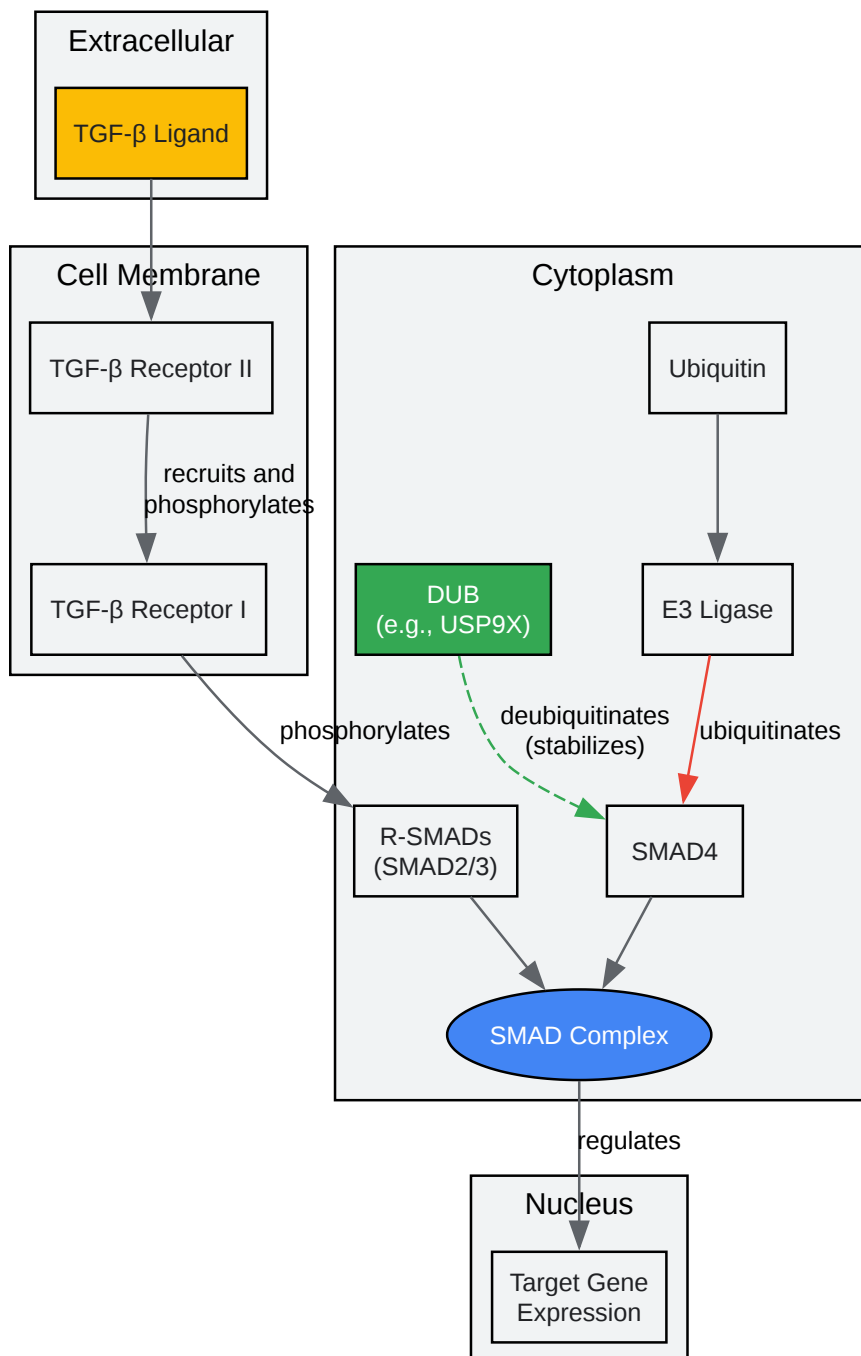 Extracellular
TGF-β Ligand
Cell Membrane
TGF-β Receptor II
recruits and
phosphorylates
TGF-β Receptor I
phosphorylates
Cytoplasm
Ubiquitin
DUB
(e.g., USP9X)
E3 Ligase
deubiquitinates
(stabilizes)
ubiquitinates
R-SMADs
(SMAD2/3)
SMAD4
SMAD Complex
regulates
Nucleus
Target Gene
Expression